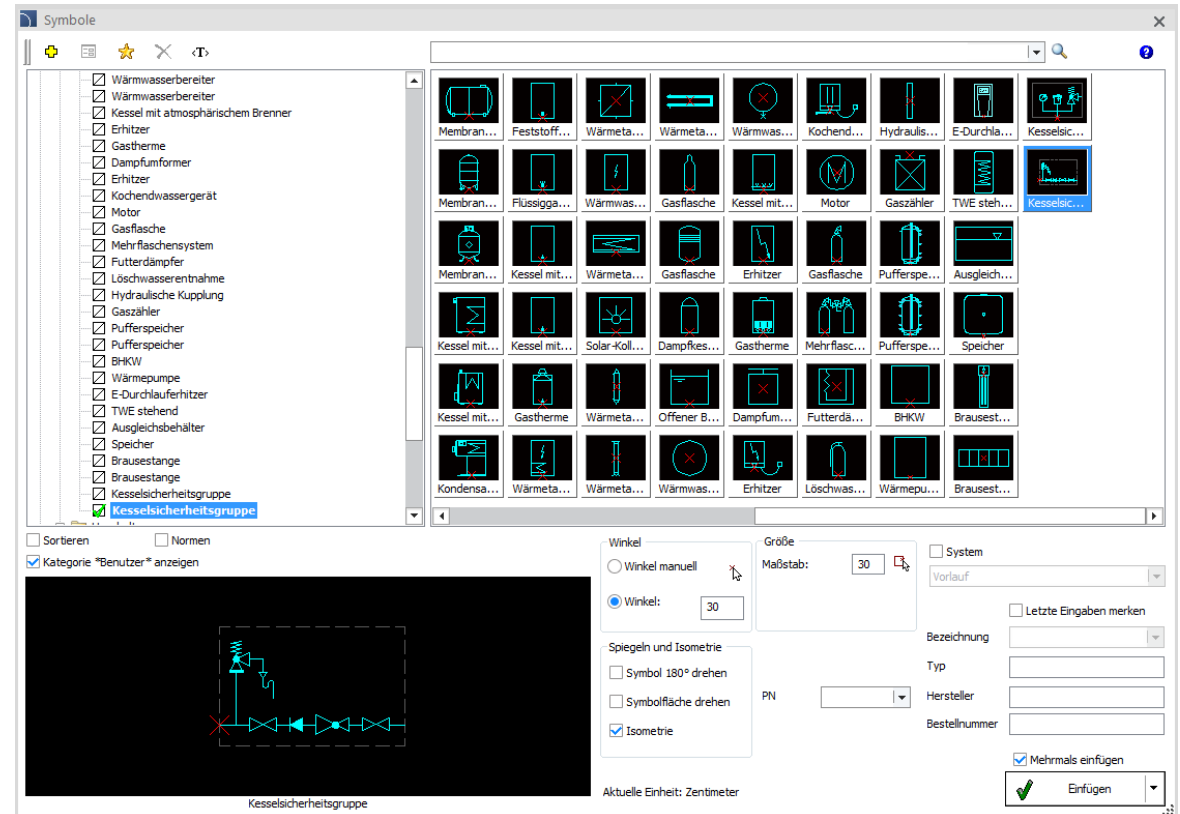 Symbole
‹T›
Wärmwasserbereiter
Wärmwasserbereiter
Kessel mit atmosphärischem Brenner
Erhitzer
Gastherme
Dampfumformer
Erhitzer
Kochendwassergerät
Motor
Gasflasche
Mehrflaschensystem
Futterdämpfer
Löschwasserentnahme
Hydraulische Kupplung
Gaszähler
Pufferspeicher
Pufferspeicher
BHKW
Wärmepumpe
E-Durchlauferhitzer
TWE stehend
Ausgleichsbehälter
Speicher
Brausestange
Brausestange
Kesselsicherheitsgruppe
Kesselsicherheitsgruppe
Membran... Feststoff... Wärmeta... Wärmeta... Wärmwas... Kochend... Hydraulis... E-Durchla... Kesselsic...
Membran... Flüssigga... Wärmwas... Gasflasche Kessel mit... Motor Gaszähler TWE steh... Kesselsic...
Membran... Kessel mit... Wärmeta... Gasflasche Erhitzer Gasflasche Pufferspe... Ausgleich...
Kessel mit... Kessel mit... Solar-Koll... Dampfkes... Gastherme Mehrflasc... Pufferspe... Speicher
Kessel mit... Gastherme Wärmeta... Offener B... Dampfum... Futterdä... BHKW Brausest...
Kondensa... Wärmeta... Wärmeta... Wärmwas... Erhitzer Löschwas... Wärmepu... Brausest...
Sortieren Normen
Kategorie *Benutzer* anzeigen
Kesselsicherheitsgruppe
Winkel
Winkel manuell
Winkel: 30
Größe
Maßstab: 30
Spiegeln und Isometrie
Symbol 180° drehen
Symbolfläche drehen
Isometrie
PN
Aktuelle Einheit: Zentimeter
System
Vorlauf
Letzte Eingaben merken
Bezeichnung
Typ
Hersteller
Bestellnummer
Mehrmals einfügen
Einfügen